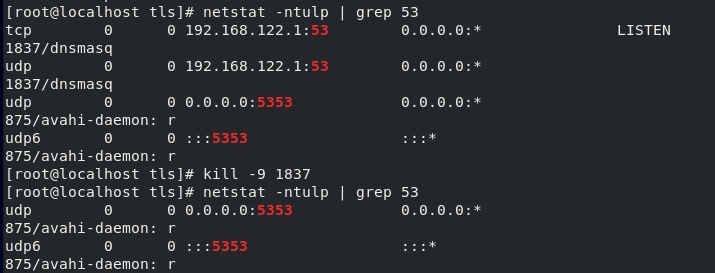 [root@localhost tls]# netstat -ntulp | grep 53
tcp        0      0 192.168.122.1:53        0.0.0.0:*               LISTEN
1837/dnsmasq
udp        0      0 192.168.122.1:53        0.0.0.0:*
1837/dnsmasq
udp        0      0 0.0.0.0:5353            0.0.0.0:*
875/avahi-daemon: r
udp6       0      0 :::5353                 :::*
875/avahi-daemon: r
[root@localhost tls]# kill -9 1837
[root@localhost tls]# netstat -ntulp | grep 53
udp        0      0 0.0.0.0:5353            0.0.0.0:*
875/avahi-daemon: r
udp6       0      0 :::5353                 :::*
875/avahi-daemon: r